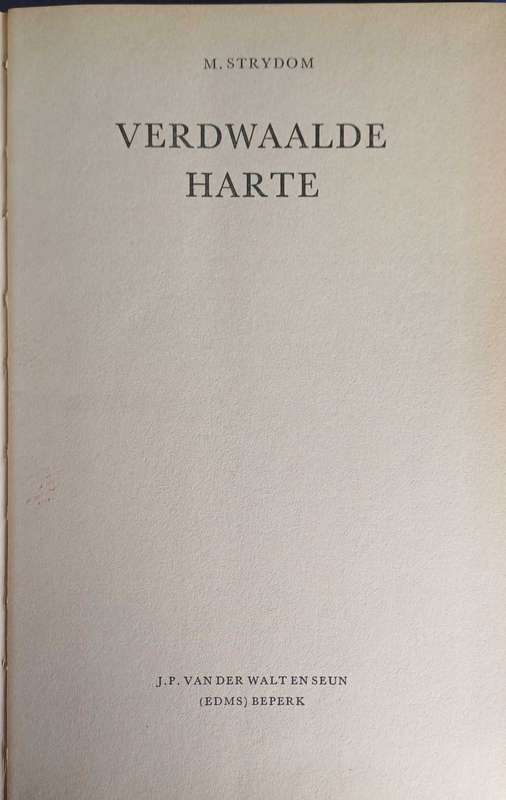 M. STRYDOM
VERDWAALDE
HARTE
J.P. VAN DER WALT EN SEUN
(EDMS) BEPERK